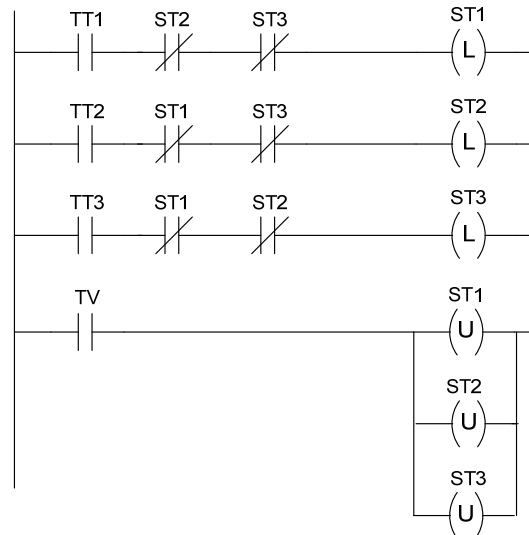 TT1 ST2 ST3 ST1
L
TT2 ST1 ST3 ST2
L
TT3 ST1 ST2 ST3
L
TV ST1
U
ST2
U
ST3
U